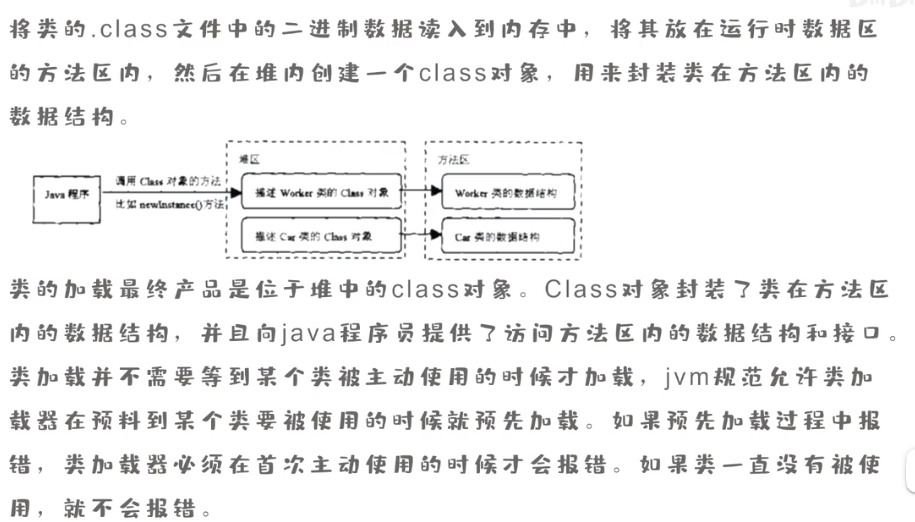 将类的.class文件中的二进制数据读入到内存中，将其放在运行时数据区
的方法区内，然后在堆内创建一个class对象，用来封装类在方法区内的
数据结构。
堆区
方法区
Java 程序
调用 Class 对象的方法
比如 newInstance()方法
描述 Worker 类的 Class 对象
Worker 类的数据结构
描述 Car 类的 Class 对象
Car 类的数据结构
类的加载最终产品是位于堆中的class对象。Class对象封装了类在方法区
内的数据结构，并且向java程序员提供了访问方法区内的数据结构和接口。
类加载并不需要等到某个类被主动使用的时候才加载，jvm规范允许类加
载器在预料到某个类要被使用的时候就预先加载。如果预先加载过程中报
错，类加载器必须在首次主动使用的时候才会报错。如果类一直没有被使
用，就不会报错。